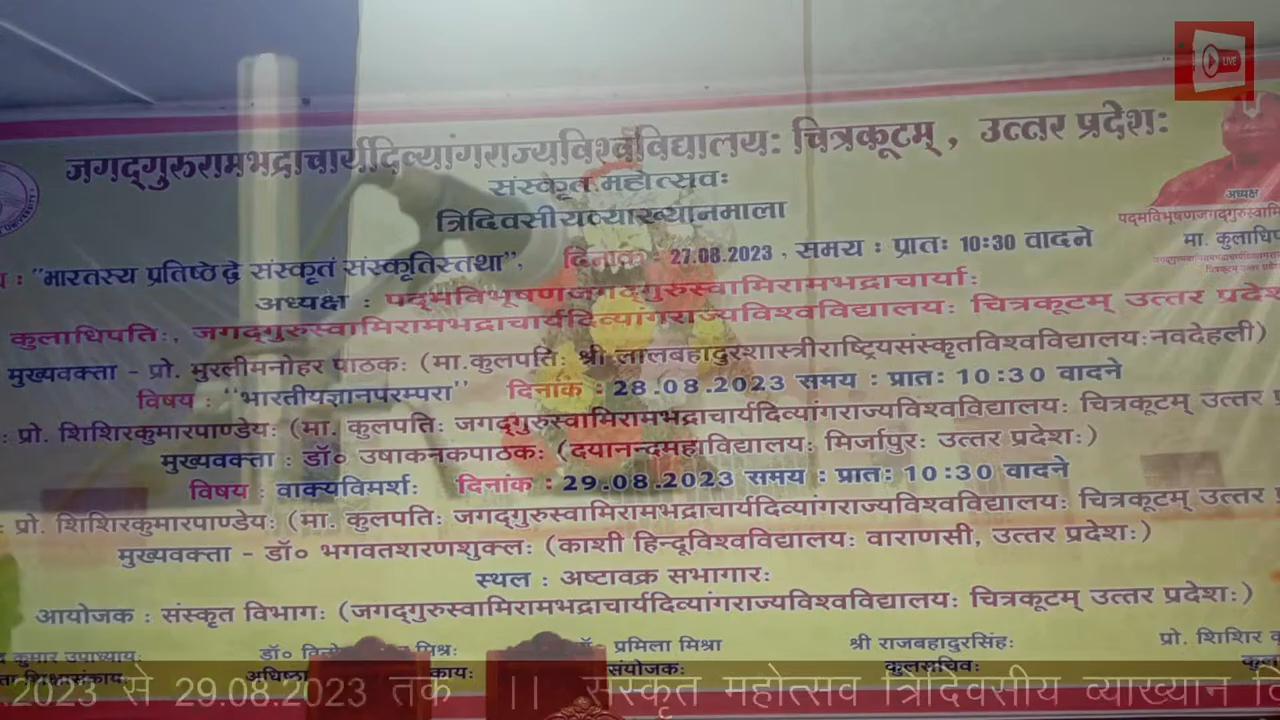 LIVE
जगद्गुरुरामभद्राचार्यदिव्यांगराज्यविश्वविद्यालयः चित्रकूटम् , उत्तर प्रदेशः
संस्कृत महोत्सवः
त्रिदिवसीयव्याख्यानमाला
अध्यक्ष
पद्मविभूषणजगद्गुरुस्वामि
मा. कुलाधिप
: "भारतस्य प्रतिष्ठे द्वे संस्कृतं संस्कृतिस्तथा", दिनांक : 27.08.2023 , समय : प्रातः 10:30 वादने
अध्यक्ष : पद्मविभूषणजगद्गुरुस्वामिरामभद्राचार्याः
कुलाधिपतिः, जगद्गुरुस्वामिरामभद्राचार्यदिव्यांगराज्यविश्वविद्यालयः चित्रकूटम् उत्तर प्रदेश
मुख्यवक्ता - प्रो. मुरलीमनोहर पाठकः (मा.कुलपतिः श्री लालबहादुरशास्त्रीराष्ट्रियसंस्कृतविश्वविद्यालयःनवदेहली)
विषय : "भारतीयज्ञानपरम्परा" दिनांक : 28.08.2023 समय : प्रातः 10:30 वादने
: प्रो. शिशिरकुमारपाण्डेयः (मा. कुलपतिः जगद्गुरुस्वामिरामभद्राचार्यदिव्यांगराज्यविश्वविद्यालयः चित्रकूटम् उत्तर
मुख्यवक्ता : डॉ० उषाकनकपाठकः (दयानन्दमहाविद्यालयः मिर्जापुरः उत्तर प्रदेशः)
विषय : वाक्यविमर्शः दिनांक : 29.08.2023 समय : प्रातः 10:30 वादने
: प्रो. शिशिरकुमारपाण्डेयः (मा. कुलपतिः जगद्गुरुस्वामिरामभद्राचार्यदिव्यांगराज्यविश्वविद्यालयः चित्रकूटम् उत्तर
मुख्यवक्ता - डॉ० भगवतशरणशुक्लः (काशी हिन्दूविश्वविद्यालयः वाराणसी, उत्तर प्रदेशः)
स्थल : अष्टावक्र सभागारः
आयोजक : संस्कृत विभागः (जगद्गुरुस्वामिरामभद्राचार्यदिव्यांगराज्यविश्वविद्यालयः चित्रकूटम् उत्तर प्रदेशः)
कुमार उपाध्यायः डॉ० मिश्रः प्रमिला मिश्रा श्री राजबहादुरसिंहः प्रो. शिशिर
अधिष्ठा कायः संयोजकः कुलसचिवः
.2023 से 29.08.2023 तक || संस्कृत महोत्सव त्रिदिवसीय व्याख्यान